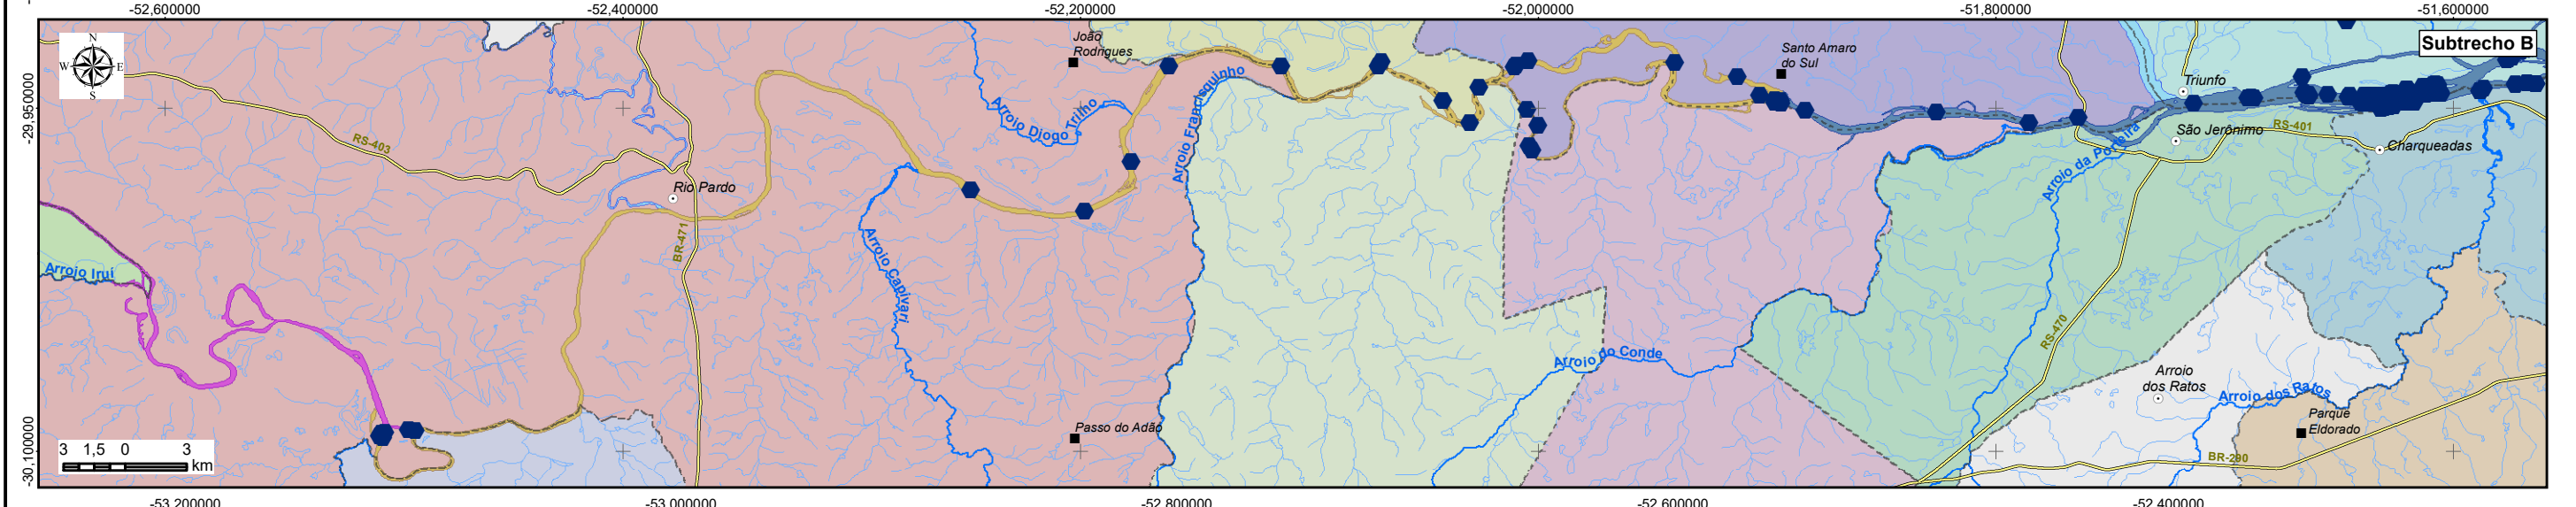 -52,600000 -52,400000 -52,200000 -52,000000 -51,800000 -51,600000
Subtrecho B
N
W E
S
João
Rodrigues
Santo Amaro
do Sul
Triunfo
-29,950000
RS-403
Arroio Diogo Trilho
Arroio Francisquinho
São Jerônimo
RS-401
Charqueadas
Arroio da Porteira
Rio Pardo
BR-471
Arroio Irui
Arroio Capivari
RS-470
Arroio do Conde
Arroio
dos Ratos
Arroio dos Ratos
Parque
Eldorado
Passo do Adão
BR-290
-30,100000
3 1,5 0 3
km
-53,200000 -53,000000 -52,800000 -52,600000 -52,400000